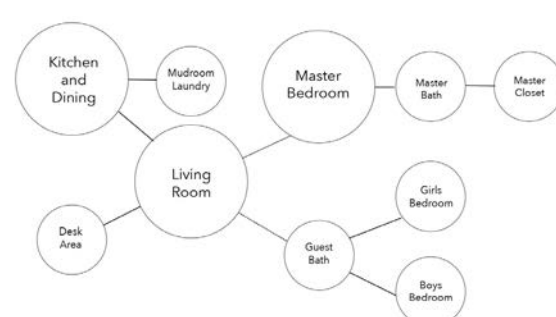 Kitchen
and
Dining
Mudroom
Laundry
Master
Bedroom
Master
Bath
Master
Closet
Living
Room
Desk
Area
Guest
Bath
Girls
Bedroom
Boys
Bedroom